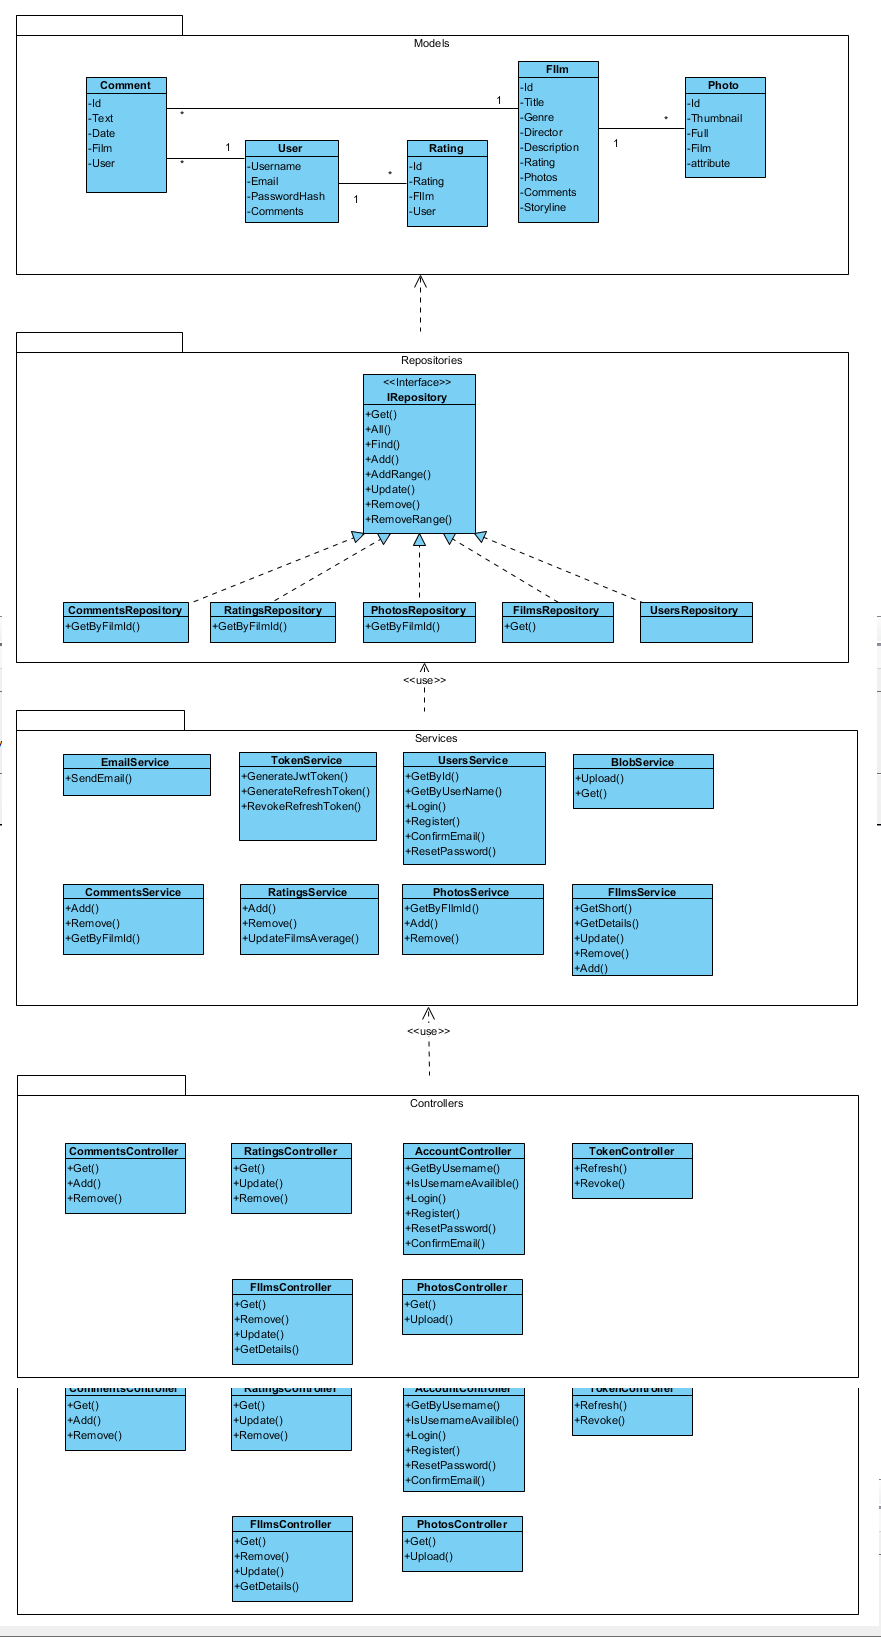 Models
Comment
-Id
-Text
-Date
-Film
-User
*
*
1
1
User
-Username
-Email
-PasswordHash
-Comments
1
*
Rating
-Id
-Rating
-FIlm
-User
FIlm
-Id
-Title
-Genre
-Director
-Description
-Rating
-Photos
-Comments
-Storyline
1
*
Photo
-Id
-Thumbnail
-Full
-Film
-attribute
Repositories
<<Interface>>
IRepository
+Get()
+All()
+Find()
+Add()
+AddRange()
+Update()
+Remove()
+RemoveRange()
CommentsRepository
+GetByFilmId()
RatingsRepository
+GetByFilmId()
PhotosRepository
+GetByFilmId()
FilmsRepository
+Get()
UsersRepository
<<use>>
Services
EmailService
+SendEmail()
TokenService
+GenerateJwtToken()
+GenerateRefreshToken()
+RevokeRefreshToken()
UsersService
+GetById()
+GetByUserName()
+Login()
+Register()
+ConfirmEmail()
+ResetPassword()
BlobService
+Upload()
+Get()
CommentsService
+Add()
+Remove()
+GetByFilmId()
RatingsService
+Add()
+Remove()
+UpdateFilmsAverage()
PhotosSerivce
+GetByFIlmId()
+Add()
+Remove()
FIlmsService
+GetShort()
+GetDetails()
+Update()
+Remove()
+Add()
<<use>>
Controllers
CommentsController
+Get()
+Add()
+Remove()
RatingsController
+Get()
+Update()
+Remove()
AccountController
+GetByUsername()
+IsUsernameAvailible()
+Login()
+Register()
+ResetPassword()
+ConfirmEmail()
TokenController
+Refresh()
+Revoke()
FIlmsController
+Get()
+Remove()
+Update()
+GetDetails()
PhotosController
+Get()
+Upload()
CommentsController
+Get()
+Add()
+Remove()
RatingsController
+Get()
+Update()
+Remove()
AccountController
+GetByUsername()
+IsUsernameAvailible()
+Login()
+Register()
+ResetPassword()
+ConfirmEmail()
TokenController
+Refresh()
+Revoke()
FIlmsController
+Get()
+Remove()
+Update()
+GetDetails()
PhotosController
+Get()
+Upload()